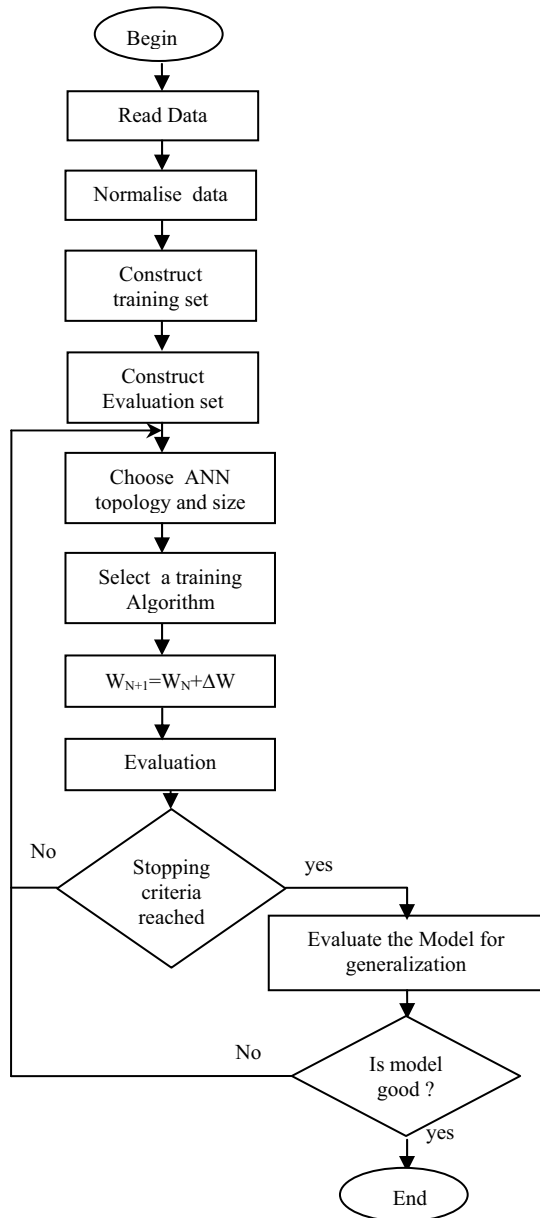 Begin
Read Data
Normalise data
Construct
training set
Construct
Evaluation set
Choose ANN
topology and size
Select a training
Algorithm
W_{N+1}=W_N+ΔW
Evaluation
No
Stopping
criteria
reached
yes
Evaluate the Model for
generalization
No
Is model
good ?
yes
End